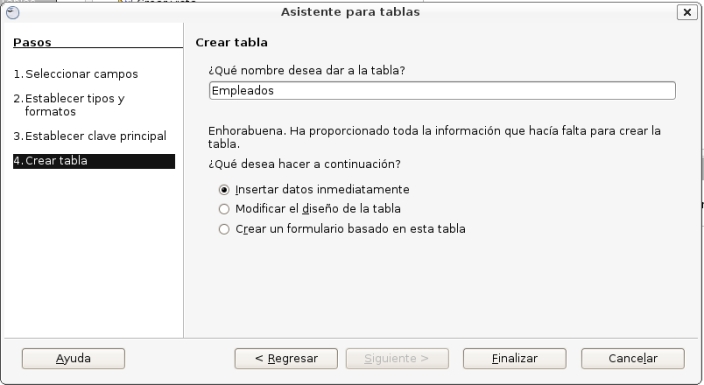 Asistente para tablas
Pasos
1. Seleccionar campos
2. Establecer tipos y
formatos
3. Establecer clave principal
4. Crear tabla
Crear tabla
¿Qué nombre desea dar a la tabla?
Empleados
Enhorabuena. Ha proporcionado toda la información que hacía falta para crear la
tabla.
¿Qué desea hacer a continuación?
Insertar datos inmediatamente
Modificar el diseño de la tabla
Crear un formulario basado en esta tabla
Ayuda
< Regresar
Siguiente >
Finalizar
Cancelar